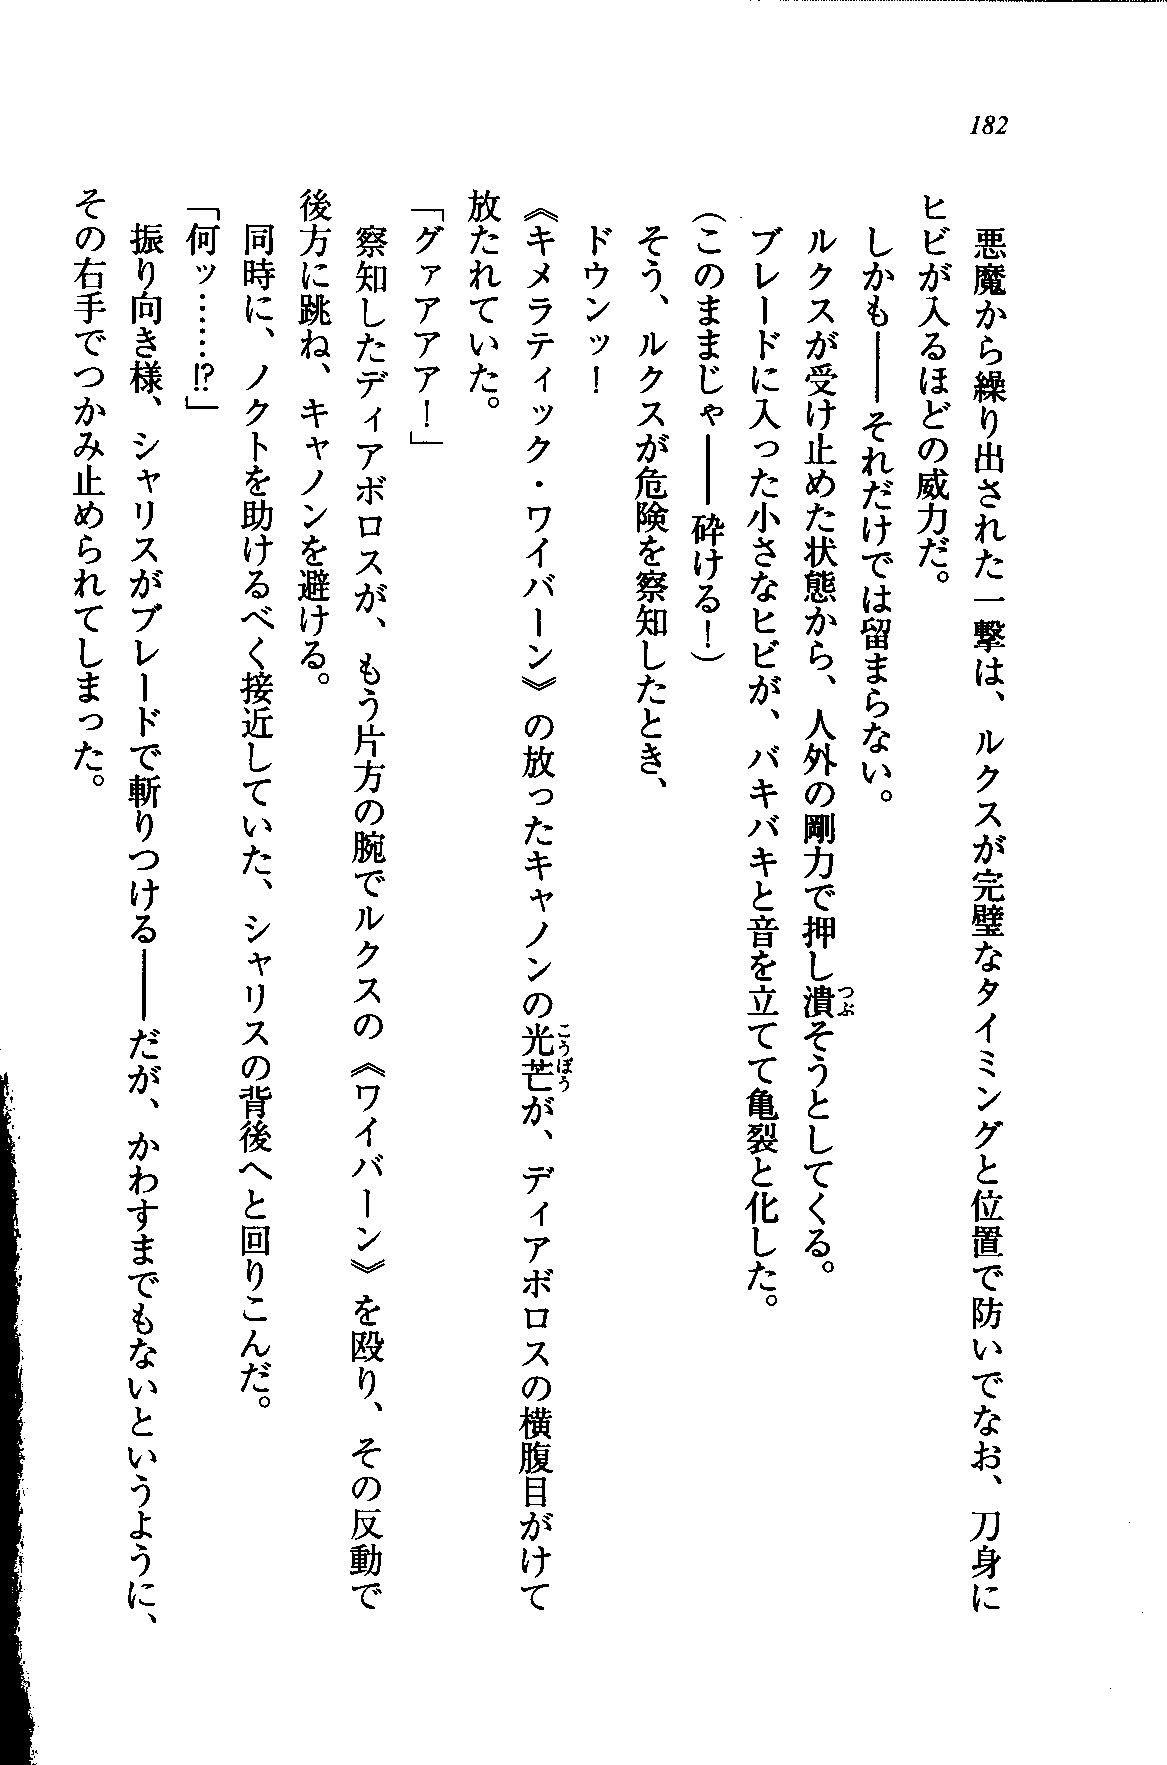 182
悪魔から繰り出された一撃は、ルクスが完璧なタイミングと位置で防いでなお、刀身に
ヒビが入るほどの威力だ。
しかも――それだけでは留まらない。
ルクスが受け止めた状態から、人外の剛力で押し潰そうとしてくる。
ブレードに入った小さなヒビが、バキバキと音を立てて亀裂と化した。
(このままじゃ――砕ける!)
そう、ルクスが危険を察知したとき、
ドウンッ!
《キメラティック・ワイバーン》の放ったキャノンの光芒が、ディアボロスの横腹目がけて
放たれていた。
「グァアアア!」
察知したディアボロスが、もう片方の腕でルクスの《ワイバーン》を殴り、その反動で
後方に跳ね、キャノンを避ける。
同時に、ノクトを助けるべく接近していた、シャリスの背後へと回りこんだ。
「何ッ……!?」
振り向き様、シャリスがブレードで斬りつける――だが、かわすまでもないというように、
その右手でつかみ止められてしまった。